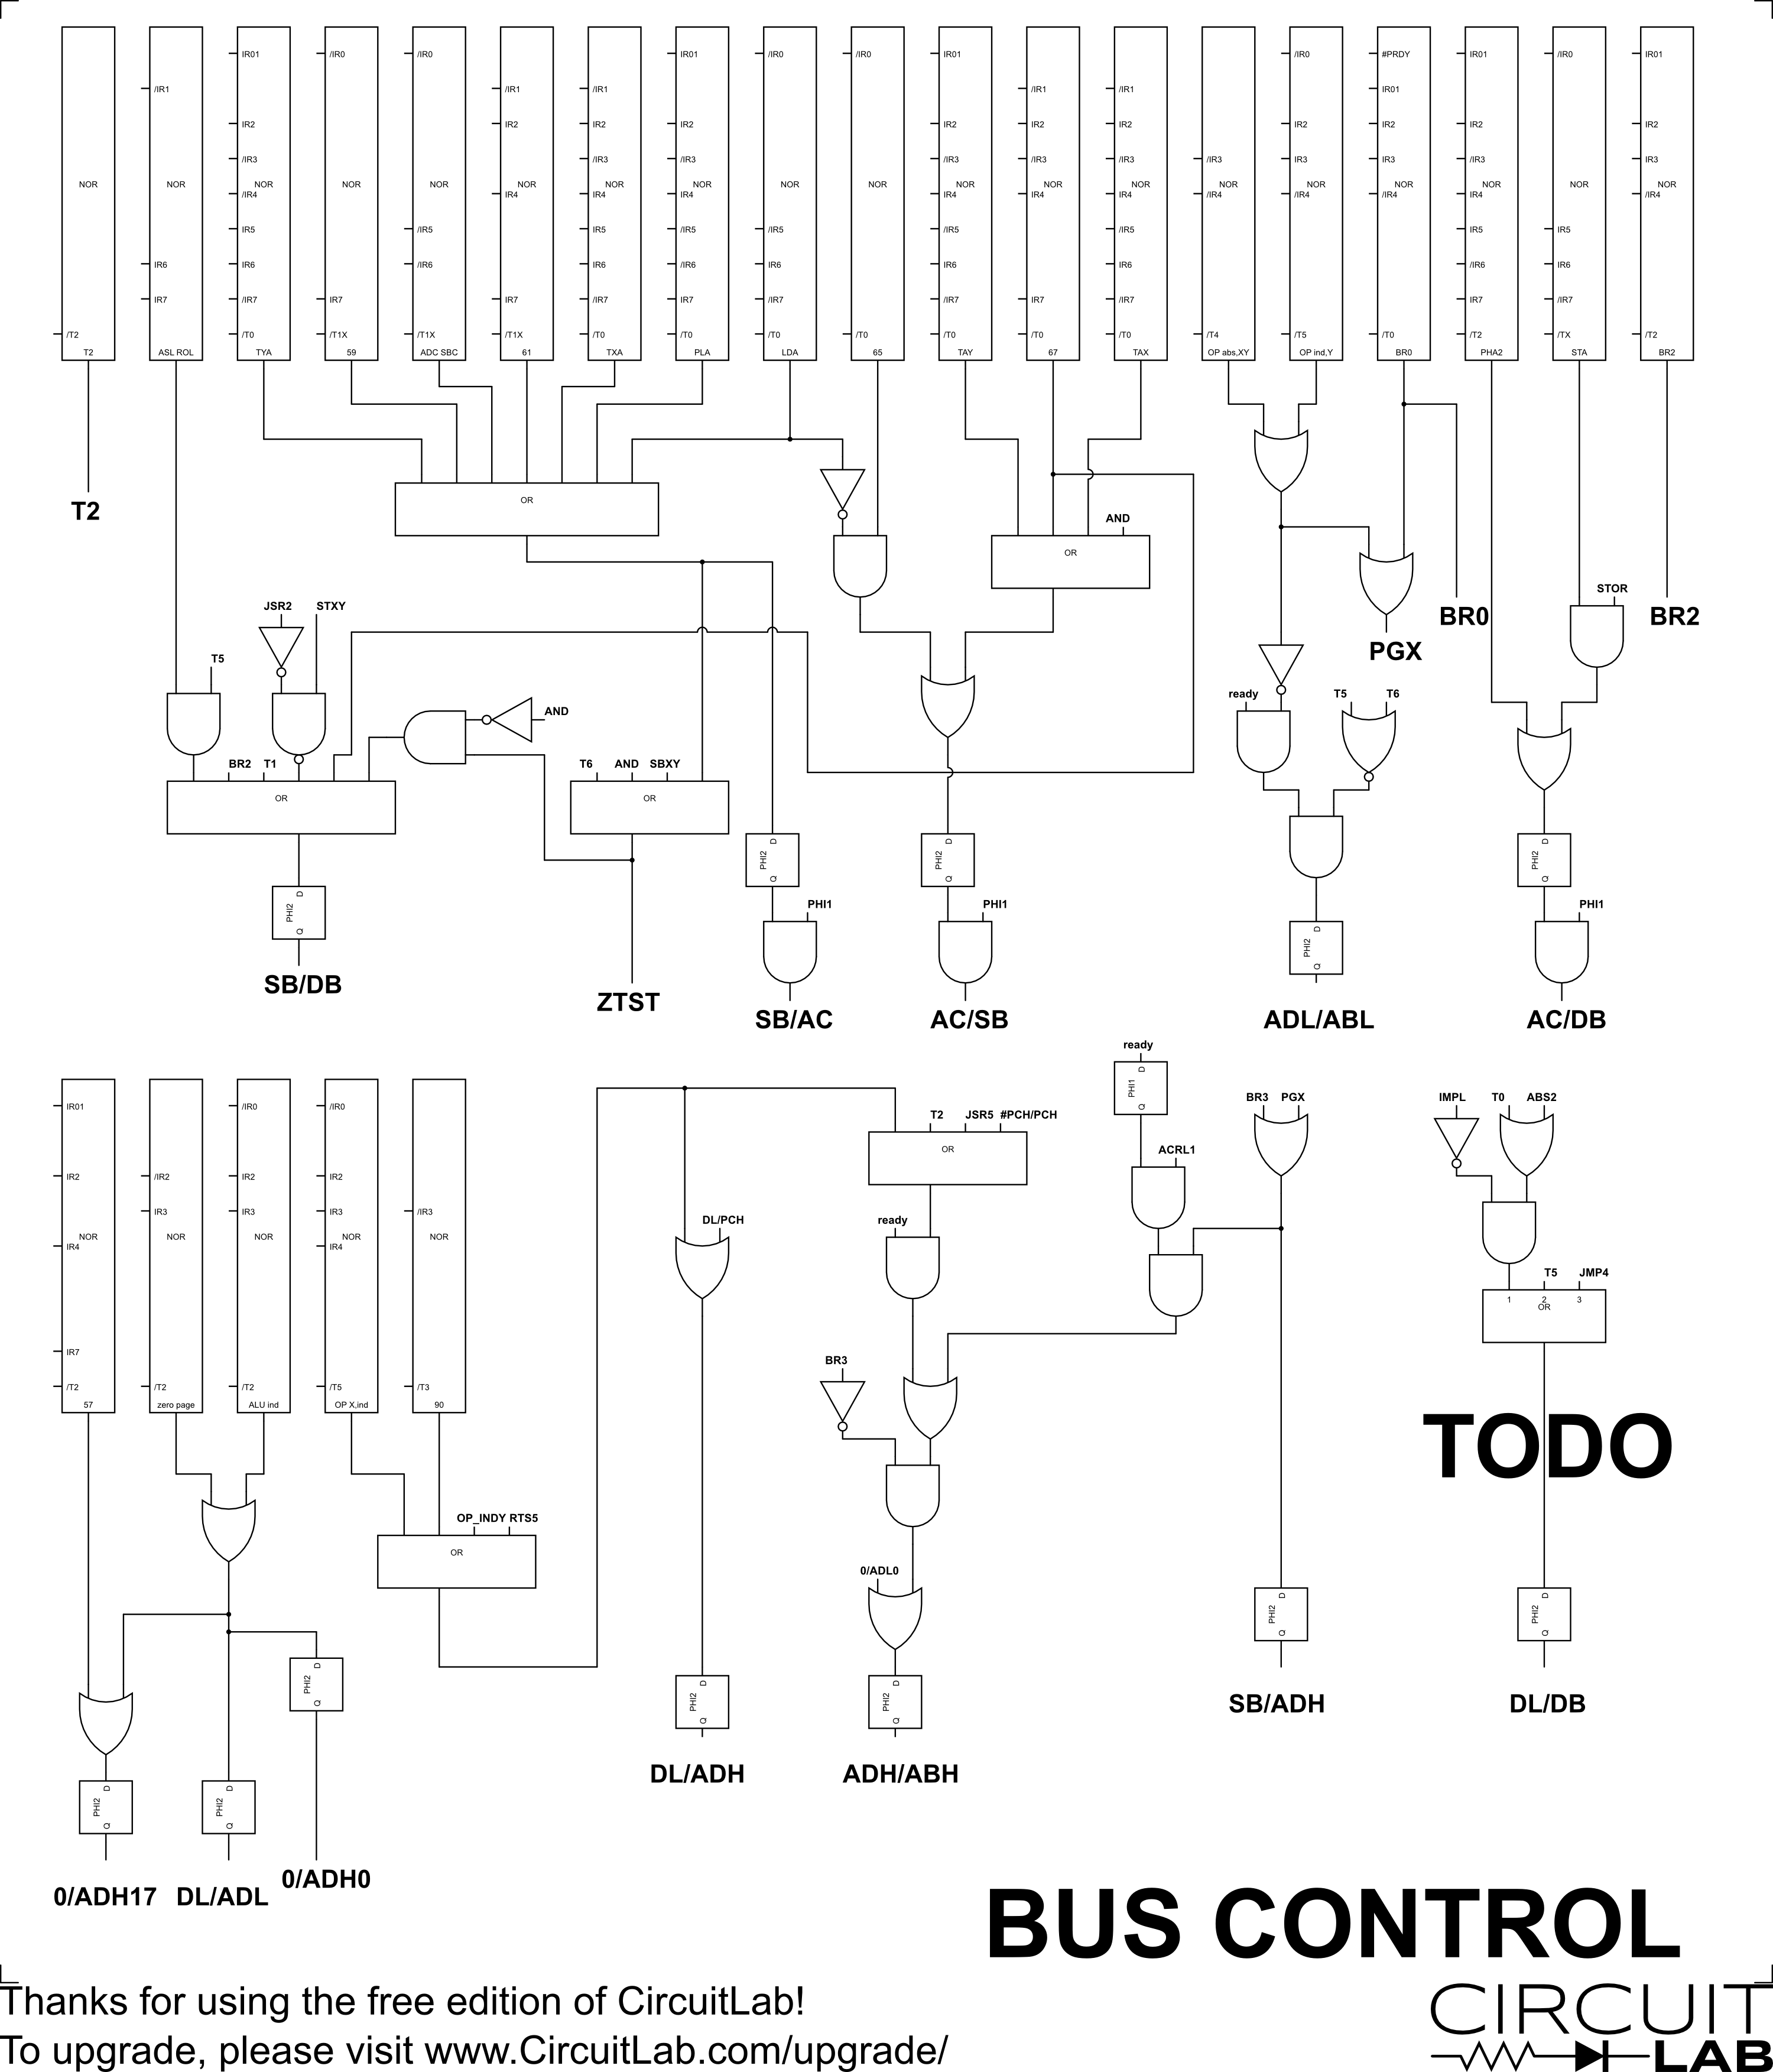 IR01 /IR0 /IR0 IR01 /IR0 /IR0 IR01 /IR0 #PRDY IR01 /IR0 IR01
/IR1 /IR1 /IR1 /IR1 /IR1 IR01
IR2 IR2 IR2 IR2 IR2 IR2 IR2 IR2 IR2 IR2 IR2
/IR3 /IR3 /IR3 /IR3 /IR3 /IR3 /IR3 IR3 IR3 /IR3 IR3
NOR NOR NOR NOR NOR NOR NOR NOR NOR NOR NOR NOR NOR NOR NOR NOR NOR NOR NOR
/IR4 IR4 IR4 IR4 IR4 IR4 IR4 /IR4 /IR4 /IR4 IR4 /IR4
IR5 /IR5 IR5 /IR5 /IR5 /IR5 /IR5 IR5 IR5
IR6 IR6 /IR6 IR6 /IR6 IR6 IR6 IR6 /IR6 IR6
IR7 /IR7 IR7 IR7 /IR7 IR7 /IR7 /IR7 IR7 /IR7 IR7 /IR7 /IR7
/T2 /T0 /T1X /T1X /T1X /T0 /T0 /T0 /T0 /T0 /T0 /T0 /T4 /T5 /T0 /T2 /TX /T2
T2 ASL ROL TYA 59 ADC SBC 61 TXA PLA LDA 65 TAY 67 TAX OP abs,XY OP ind,Y BR0 PHA2 STA BR2
OR
T2
AND
OR
STOR
JSR2 STXY
BR0 BR2
PGX
T5
ready T5 T6
AND
BR2 T1 T6 AND SBXY
OR OR
D PHI2 Q D PHI2 Q D PHI2 Q
D PHI2 Q PHI1 PHI1 PHI1
D PHI2 Q
SB/DB
ZTST
SB/AC AC/SB ADL/ABL AC/DB
ready
D PHI1 Q
BR3 PGX IMPL T0 ABS2
IR01 /IR0 /IR0
T2 JSR5 #PCH/PCH
OR
ACRL1
IR2 /IR2 IR2 IR2
IR3 IR3 IR3 /IR3
DL/PCH ready
NOR NOR NOR NOR NOR
IR4 IR4
T5 JMP4
1 2 3
OR
IR7
BR3
/T2 /T2 /T2 /T5 /T3
57 zero page ALU ind OP X,ind 90
TODO
OP_INDY RTS5
OR
0/ADL0
D PHI2 Q D PHI2 Q
D PHI2 Q D PHI2 Q D PHI2 Q
SB/ADH DL/DB
DL/ADH ADH/ABH
D PHI2 Q D PHI2 Q
0/ADH0
0/ADH17 DL/ADL
BUS CONTROL
Thanks for using the free edition of CircuitLab!
To upgrade, please visit www.CircuitLab.com/upgrade/
CIRCUIT
LAB